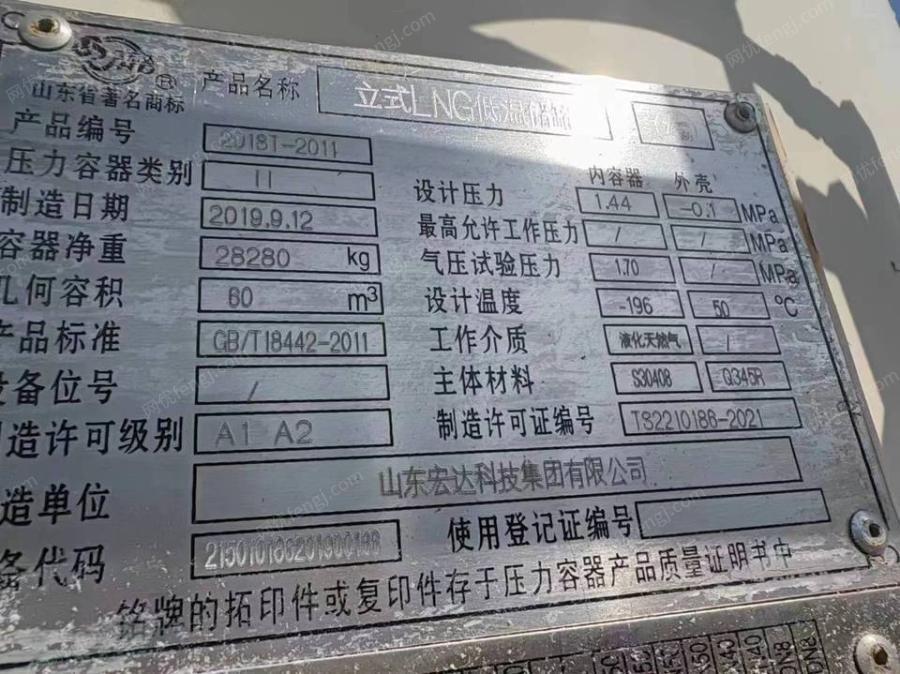 山东省著名商标 ®
产品名称 立式LNG低温储罐
产品编号 2018T-2011
压力容器类别 II
制造日期 2019.9.12
容器净重 28280 kg
几何容积 60 m³
产品标准 GB/T18442-2011
设备位号 /
制造许可级别 A1 A2
内容器 外壳
设计压力 1.44 -0.1 MPa
最高允许工作压力 / / MPa
气压试验压力 1.70 / MPa
设计温度 -196 50 ℃
工作介质 液化天然气 /
主体材料 S30408 Q345R
制造许可证编号 TS2210186-2021
造单位 山东宏达科技集团有限公司
备代码
使用登记证编号
铭牌的拓印件或复印件存于压力容器产品质量证明书中